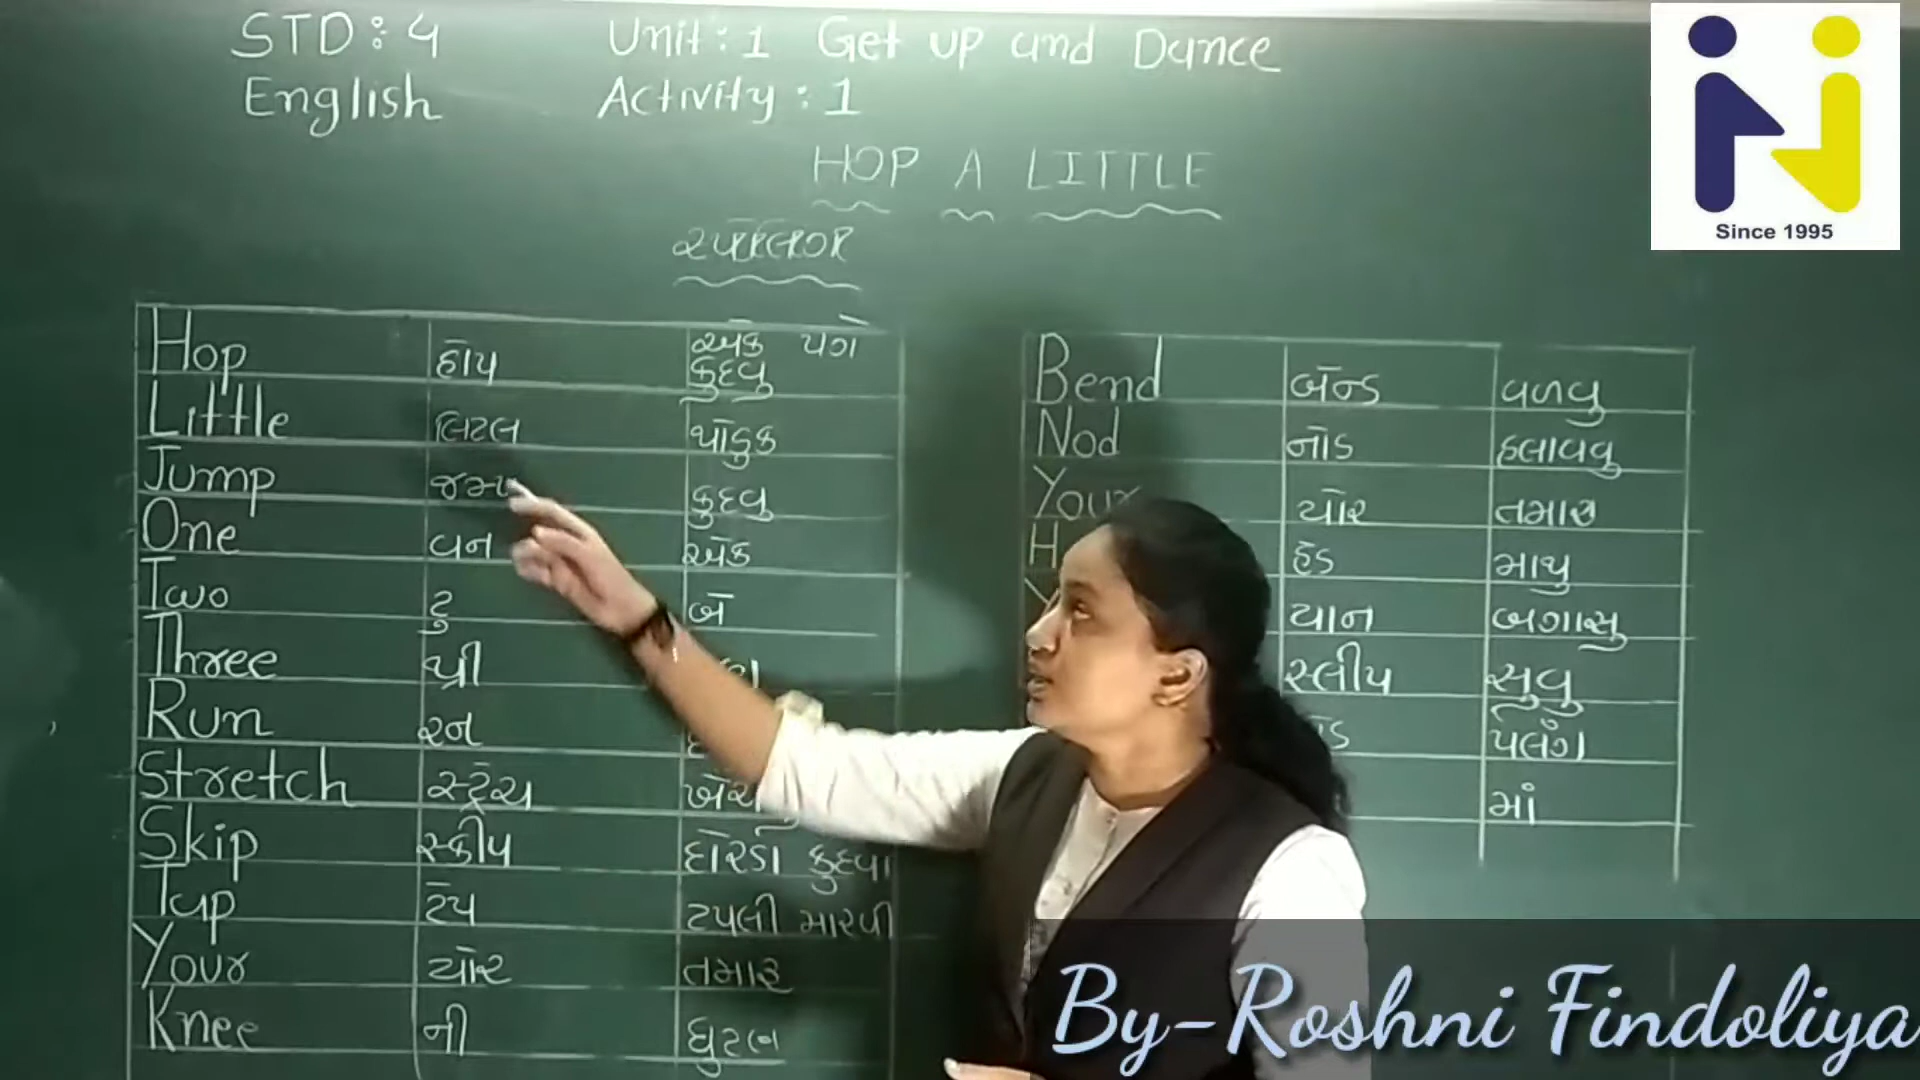 STD : 4 Unit : 1 Get up and Dance
English Activity : 1
HOP A LITTLE
Since 1995
Hop હોપ એક પગે કુદવુ
Little લિટલ થોડુક
Jump જમ્પ કુદવુ
One વન એક
Two ટુ બે
Three થ્રી
Run રન
Stretch સ્ટ્રેચ
Skip સ્કીપ દોરડા કુદવા
Tap ટેપ ટપલી મારવી
Your યોર તમારૂ
Knee ની ઘુટણ
Bend બેન્ડ વળવુ
Nod નોડ હલાવવુ
Your યોર તમારુ
હેડ માથુ
યાન બગાસુ
સ્લીપ સુવુ
પલંગ
માં
By-Roshni Findoliya